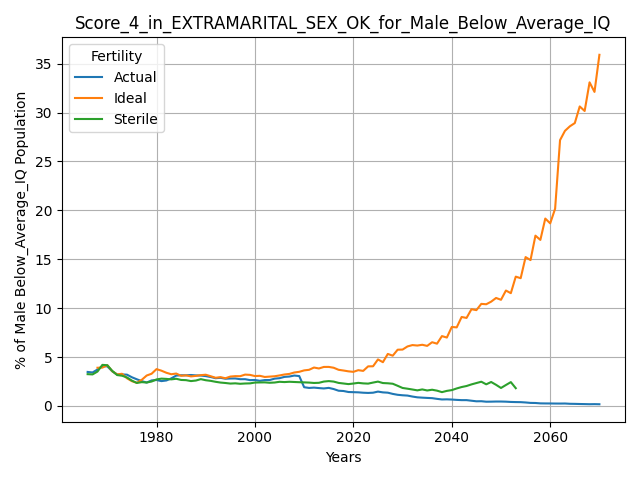 Score_4_in_EXTRAMARITAL_SEX_OK_for_Male_Below_Average_IQ
Fertility
Actual
Ideal
Sterile
% of Male Below_Average_IQ Population
35
30
25
20
15
10
5
0
1980
2000
2020
2040
2060
Years